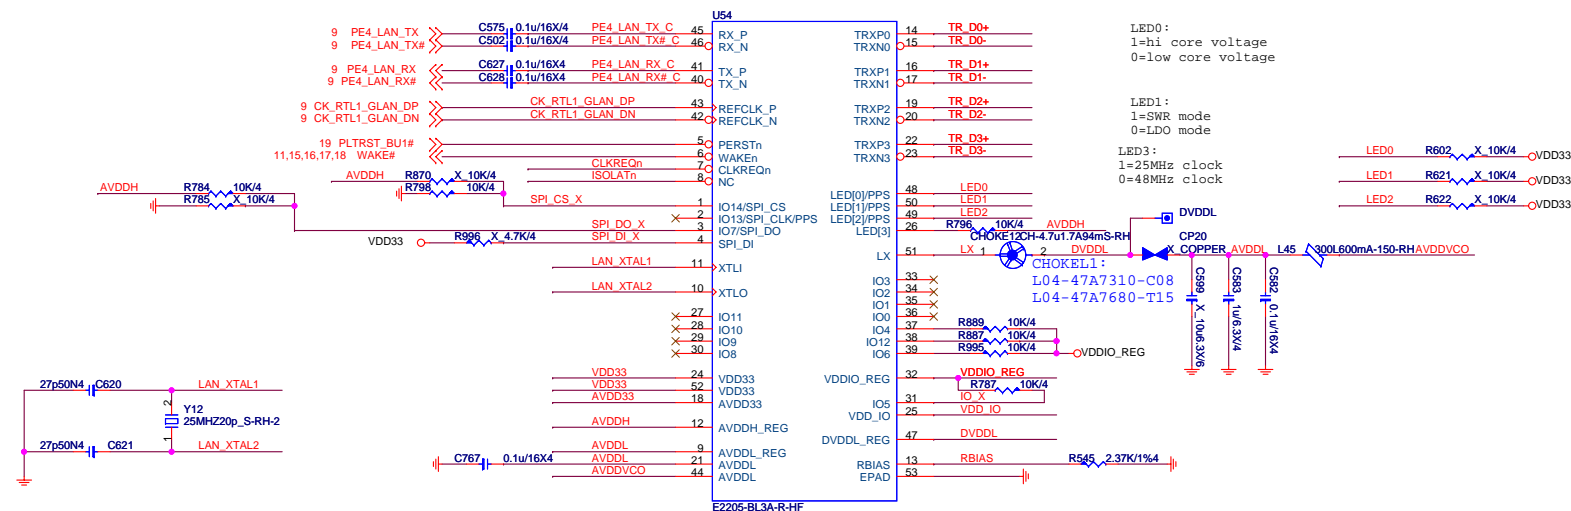 U54
9 PE4_LAN_TX C575 0.1u/16X/4 PE4_LAN_TX_C 45 RX_P TRXP0 14 TR_D0+
9 PE4_LAN_TX# C502 0.1u/16X/4 PE4_LAN_TX#_C 46 RX_N TRXN0 15 TR_D0-
LED0:
1=hi core voltage
0=low core voltage
9 PE4_LAN_RX C627 0.1u/16X4 PE4_LAN_RX_C 41 TX_P TRXP1 16 TR_D1+
9 PE4_LAN_RX# C628 0.1u/16X4 PE4_LAN_RX#_C 40 TX_N TRXN1 17 TR_D1-
9 CK_RTL1_GLAN_DP CK_RTL1_GLAN_DP 43 REFCLK_P TRXP2 19 TR_D2+
9 CK_RTL1_GLAN_DN CK_RTL1_GLAN_DN 42 REFCLK_N TRXN2 20 TR_D2-
LED1:
1=SWR mode
0=LDO mode
19 PLTRST_BU1# 5 PERSTn TRXP3 22 TR_D3+
11,15,16,17,18 WAKE# 6 WAKEn TRXN3 23 TR_D3-
LED3:
1=25MHz clock
0=48MHz clock
LED0 R602 X_10K/4 VDD33
LED1 R621 X_10K/4 VDD33
LED2 R622 X_10K/4 VDD33
CLKREQn 7 CLKREQn
ISOLATn 8 NC
AVDDH R870 X_10K/4
R798 10K/4
AVDDH R784 10K/4
R785 X_10K/4
LED[0]/PPS 48 LED0
SPI_CS_X 1 IO14/SPI_CS LED[1]/PPS 50 LED1
2 IO13/SPI_CLK/PPS LED[2]/PPS 49 LED2
SPI_DO_X 3 IO7/SPI_DO LED[3] 26 R796 10K/4 AVDDH
VDD33 R996 X_4.7K/4 SPI_DI_X 4 SPI_DI
DVDDL
CHOKE12CH-4.7u1.7A94mS-RH CP20
LX 51 LX 1 2 DVDDL X_COPPER AVDDL L45 300L600mA-150-RH AVDDVCO
CHOKEL1:
L04-47A7310-C08
L04-47A7680-T15
C599 X_10u6.3X/6
C583 1u/6.3X/4
C582 0.1u/16X4
LAN_XTAL1 11 XTLI
LAN_XTAL2 10 XTLO
IO3 33
IO2 34
IO1 35
27 IO11 IO0 36
28 IO10 IO4 37 R889 10K/4
29 IO9 IO12 38 R887 10K/4
30 IO8 IO6 39 R995 10K/4 VDDIO_REG
VDD33 24 VDD33 VDDIO_REG 32 VDDIO_REG
VDD33 52 VDD33 R787 10K/4
AVDD33 18 AVDD33 IO5 31 IO_X
VDD_IO 25 VDD_IO
AVDDH 12 AVDDH_REG
DVDDL_REG 47 DVDDL
AVDDL 9 AVDDL_REG
C767 0.1u/16X4 AVDDL 21 AVDDL RBIAS 13 RBIAS R545 2.37K/1%4
AVDDVCO 44 AVDDL EPAD 53
27p50N4 C620 LAN_XTAL1
2
Y12
25MHZ20p_S-RH-2
1
27p50N4 C621 LAN_XTAL2
E2205-BL3A-R-HF